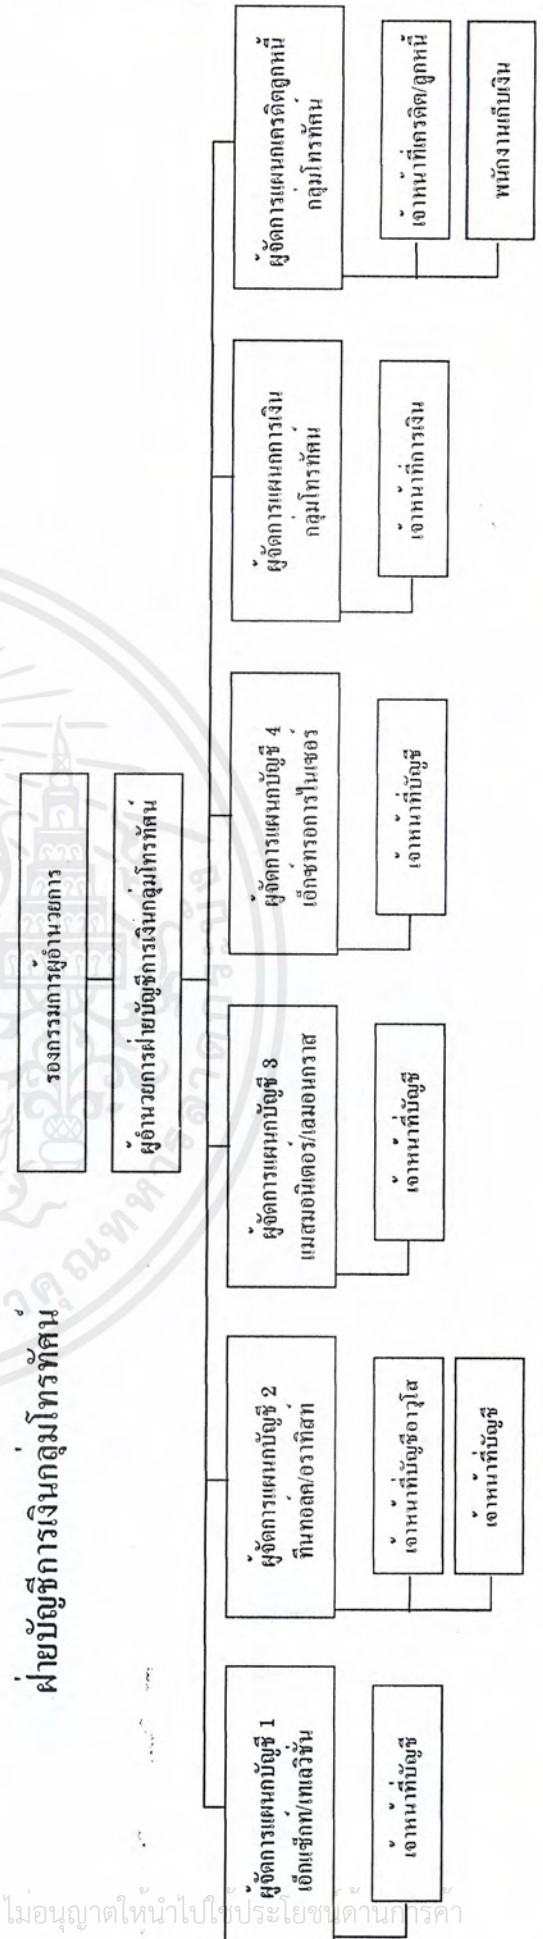 ฝ่ายบัญชีการเงินกลุ่มโทรทัศน์
รองกรรมการผู้อำนวยการ
ผู้อำนวยการฝ่ายบัญชีการเงินกลุ่มโทรทัศน์
ผู้จัดการแผนกบัญชี 1
เอ็กแซ็กท์/เทเลวิชั่น
เจ้าหน้าที่บัญชี
ผู้จัดการแผนกบัญชี 2
ทีนทอล์ค/อราทิสท์
เจ้าหน้าที่บัญชีอาวุโส
เจ้าหน้าที่บัญชี
ผู้จัดการแผนกบัญชี 3
แมสมอนิเตอร์/เลมอนกราส
เจ้าหน้าที่บัญชี
ผู้จัดการแผนกบัญชี 4
เอ็กซ์ทรอการไนเซอร์
เจ้าหน้าที่บัญชี
ผู้จัดการแผนกการเงิน
กลุ่มโทรทัศน์
เจ้าหน้าที่การเงิน
ผู้จัดการแผนกเครดิตลูกหนี้
กลุ่มโทรทัศน์
เจ้าหน้าที่เครดิต/ลูกหนี้
พนักงานเก็บเงิน
ไม่อนุญาตให้นำไปใช้ประโยชน์ด้านการค้า